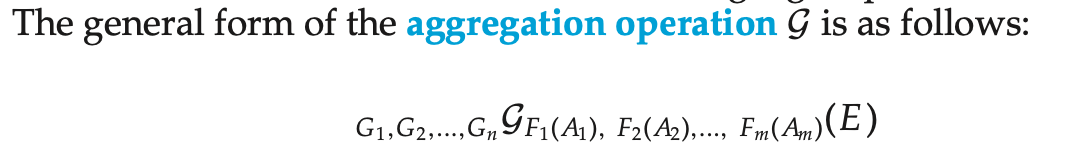 The general form of the aggregation operation 𝒢 is as follows:
G₁,G₂,...,Gₙ 𝒢 F₁(A₁), F₂(A₂),..., Fₘ(Aₘ)(E)